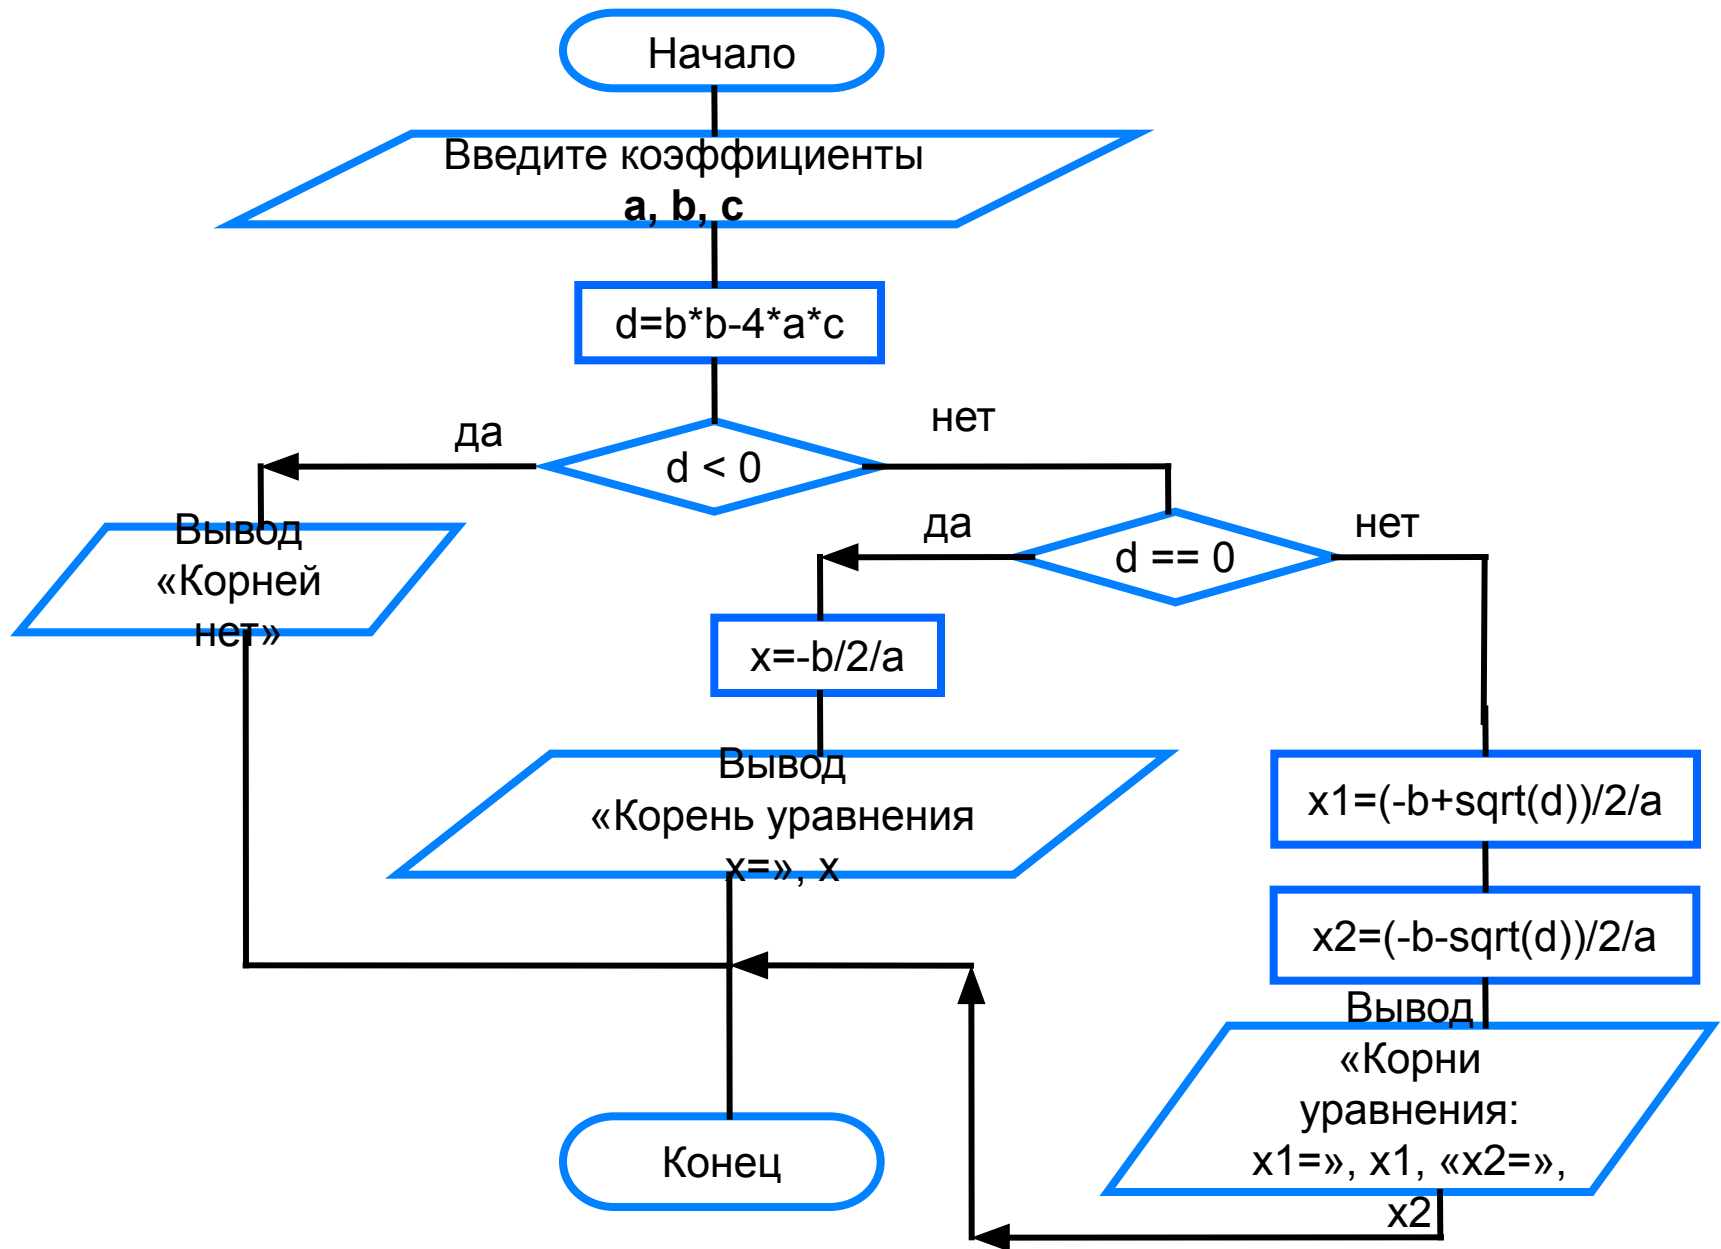 Начало
Введите коэффициенты
a, b, c
d=b*b-4*a*c
да
нет
d < 0
Вывод
«Корней
нет»
да
нет
d == 0
x=-b/2/a
Вывод
«Корень уравнения
x=», x
x1=(-b+sqrt(d))/2/a
x2=(-b-sqrt(d))/2/a
Вывод
«Корни
уравнения:
x1=», x1, «x2=»,
x2
Конец